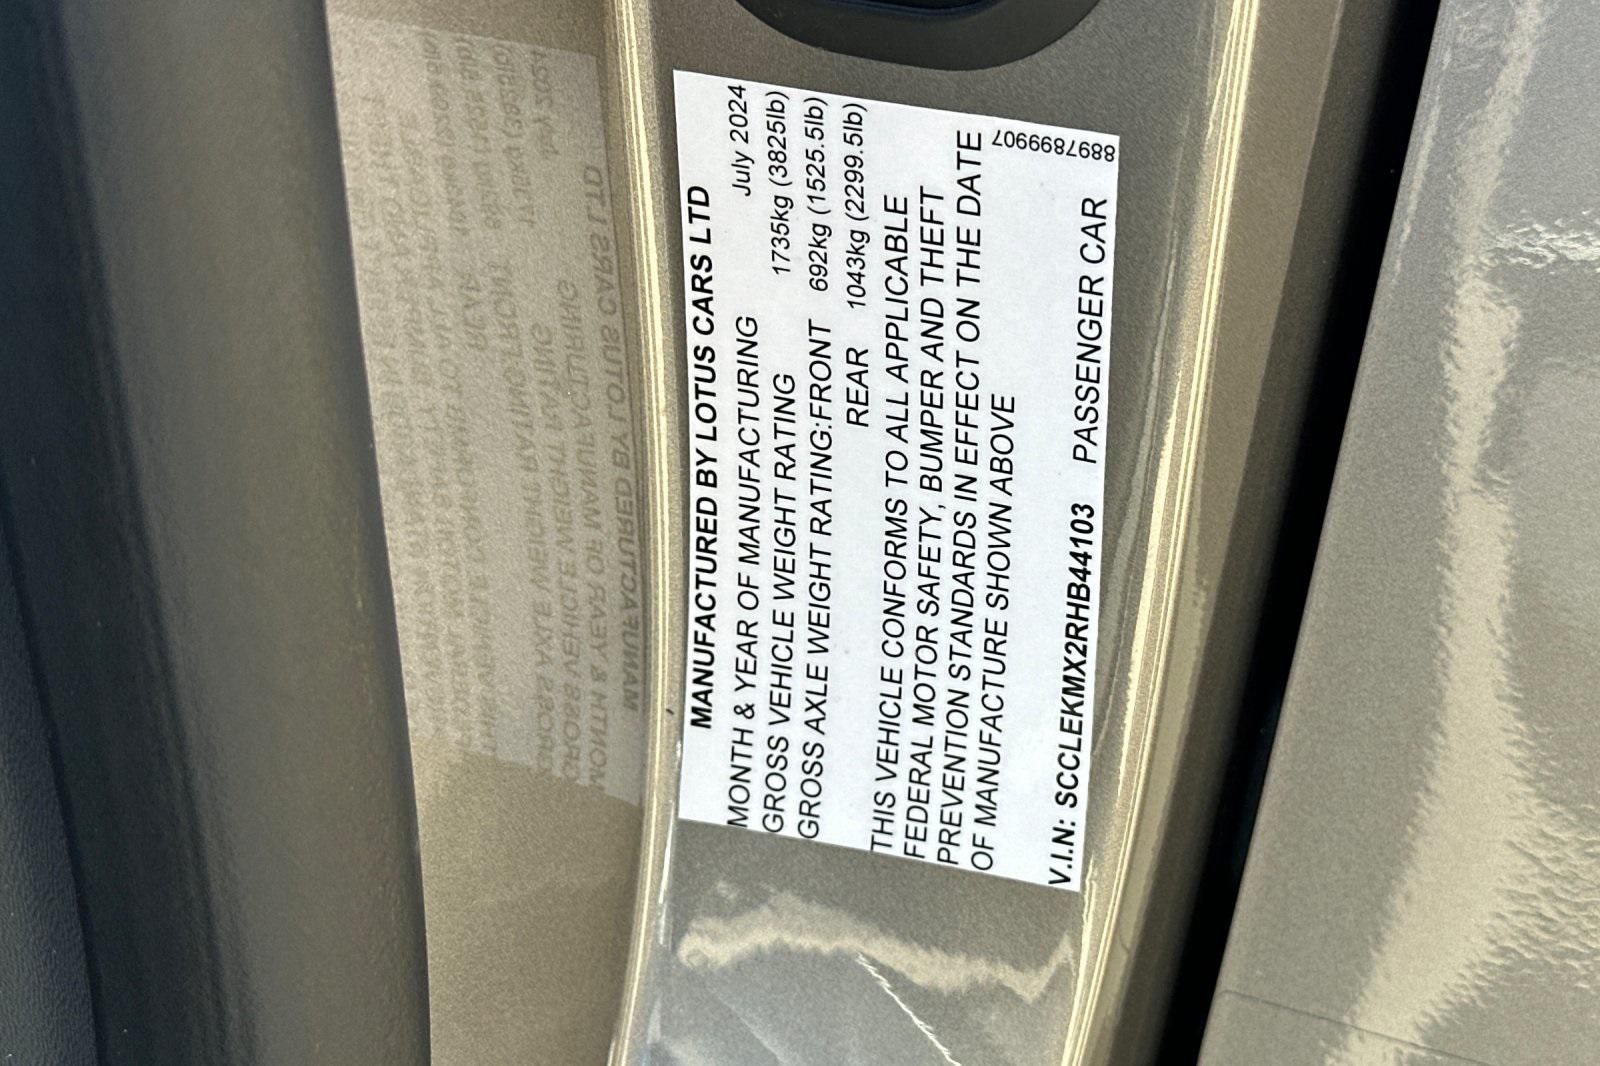 MANUFACTURED BY LOTUS CARS LTD
MONTH & YEAR OF MANUFACTURING July 2024
GROSS VEHICLE WEIGHT RATING 1735kg (3825lb)
GROSS AXLE WEIGHT RATING:FRONT 692kg (1525.5lb)
REAR 1043kg (2299.5lb)
THIS VEHICLE CONFORMS TO ALL APPLICABLE
FEDERAL MOTOR SAFETY, BUMPER AND THEFT
PREVENTION STANDARDS IN EFFECT ON THE DATE
OF MANUFACTURE SHOWN ABOVE
88978999907
V.I.N: SCCLEKMX2RHB44103 PASSENGER CAR